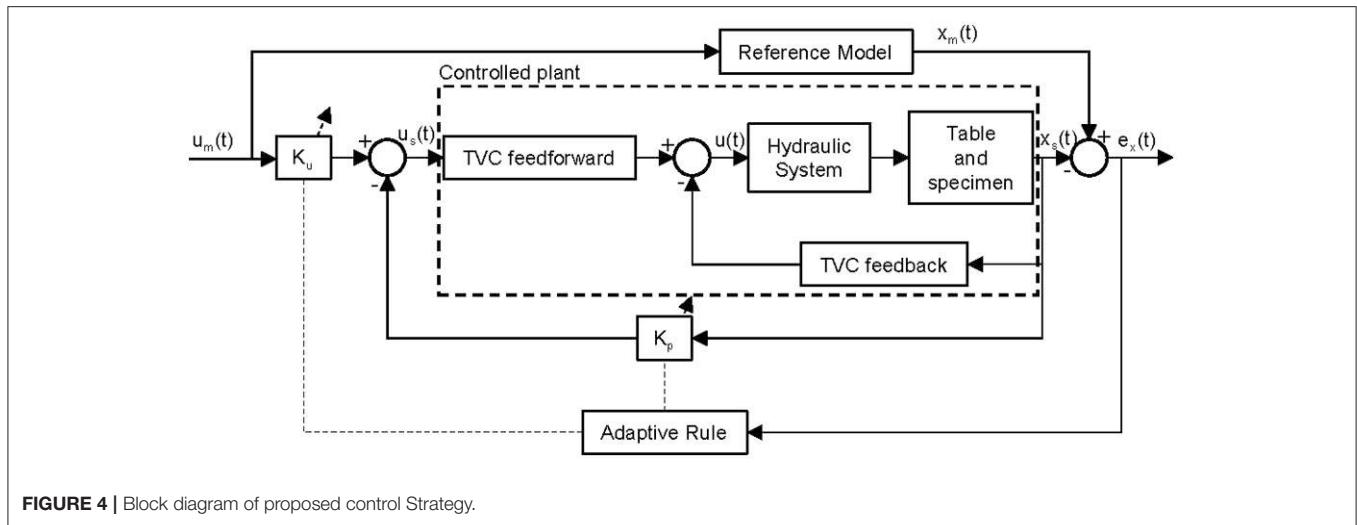 x_m(t)
Reference Model
Controlled plant
u_m(t)
K_u
+
-
u_s(t)
TVC feedforward
+
-
u(t)
Hydraulic
System
Table
and
specimen
x_s(t)
+
-
e_x(t)
TVC feedback
K_p
Adaptive Rule
FIGURE 4 | Block diagram of proposed control Strategy.